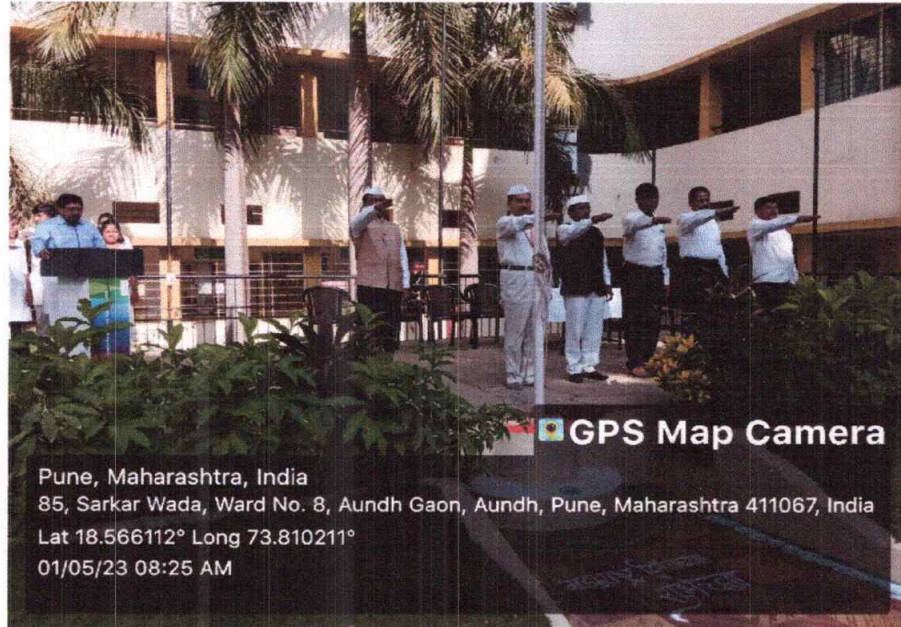 GPS Map Camera
Pune, Maharashtra, India
85, Sarkar Wada, Ward No. 8, Aundh Gaon, Aundh, Pune, Maharashtra 411067, India
Lat 18.566112° Long 73.810211°
01/05/23 08:25 AM